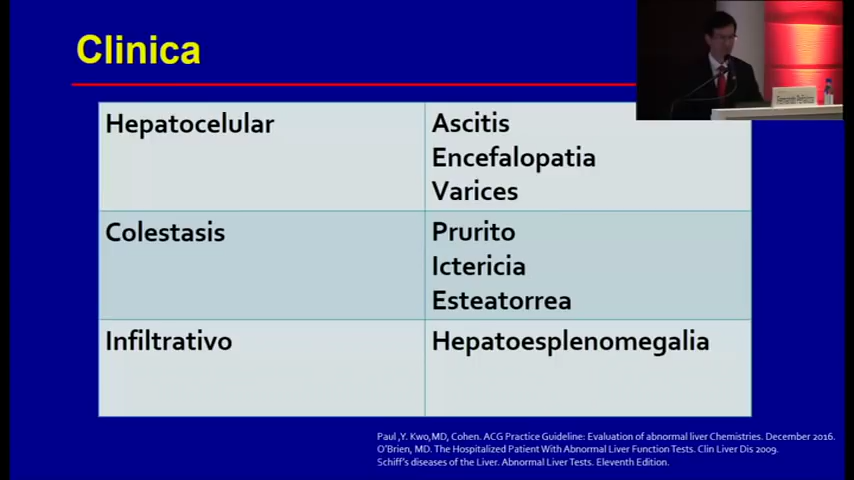 Clinica
Hepatocelular
Ascitis
Encefalopatia
Varices
Colestasis
Prurito
Ictericia
Esteatorrea
Infiltrativo
Hepatoesplenomegalia
Paul ,Y. Kwo,MD, Cohen. ACG Practice Guideline: Evaluation of abnormal liver Chemistries. December 2016.
O'Brien, MD. The Hospitalized Patient With Abnormal Liver Function Tests. Clin Liver Dis 2009.
Schiff's diseases of the Liver. Abnormal Liver Tests. Eleventh Edition.
Fernando